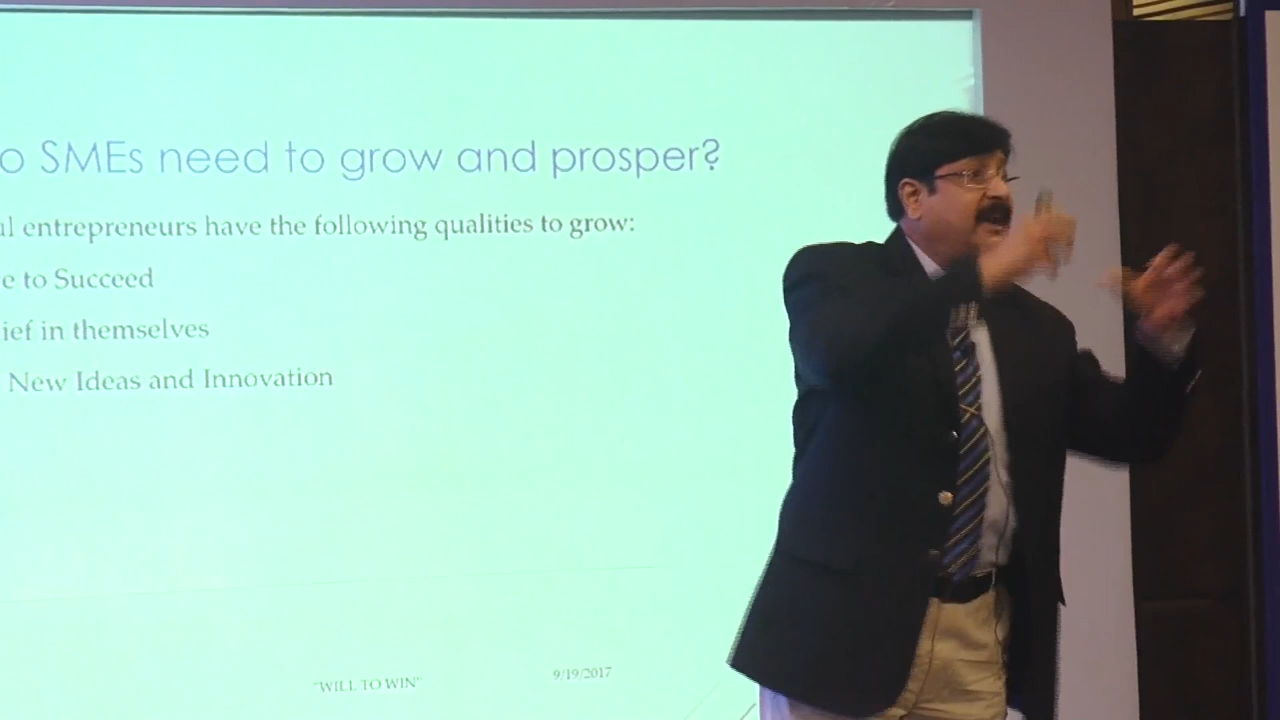 o SMEs need to grow and prosper?
ul entrepreneurs have the following qualities to grow:
e to Succeed
ief in themselves
New Ideas and Innovation
"WILL TO WIN"
9/19/2017